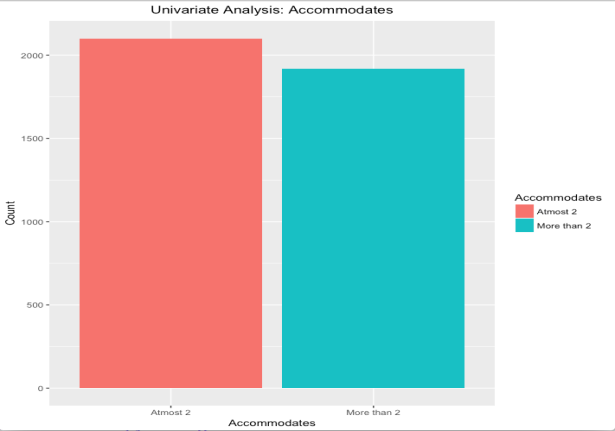 Univariate Analysis: Accommodates
2000
1500
1000
500
0
Count
Atmost 2
More than 2
Accommodates
Accommodates
Atmost 2
More than 2